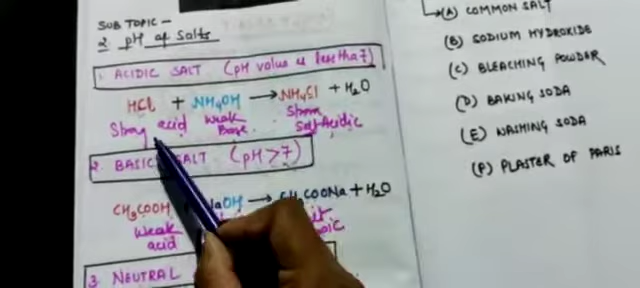 SUB TOPIC -
2 pH of Salts
1. ACIDIC SALT (pH value is less tha 7)
HCl + NH4OH → NH4Cl + H2O
Strong acid Weak Base. Strong Salt-Acidic
2. BASIC SALT (pH > 7)
CH3COOH NaOH → CH3COONa + H2O
Weak acid
3. NEUTRAL
(A) COMMON SALT
(B) SODIUM HYDROXIDE
(C) BLEACHING POWDER
(D) BAKING SODA
(E) WASHING SODA
(F) PLASTER OF PARIS